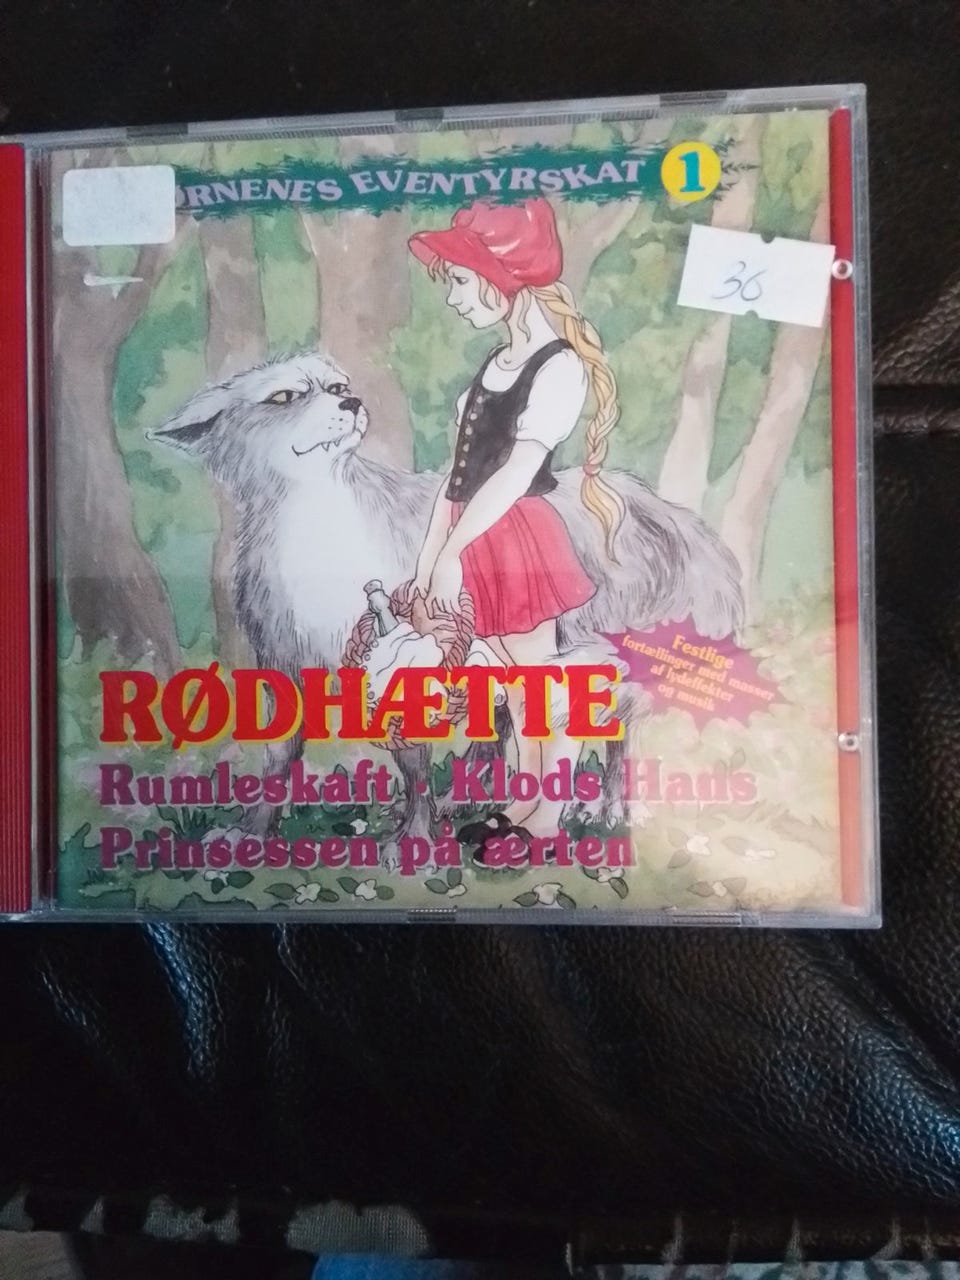 ØRNENES EVENTYRSKAT 1
36
Festlige
fortællinger med masser
af lydeffekter
og musik
RØDHÆTTE
Rumleskaft · Klods Hans
Prinsessen på ærten